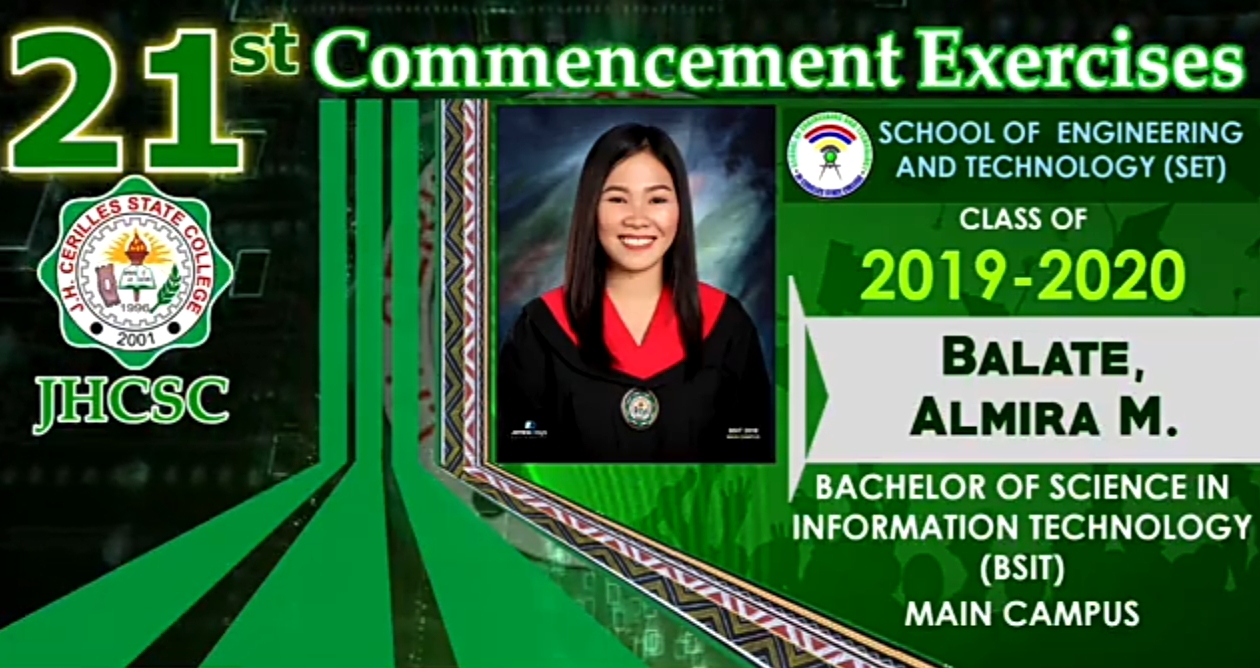 21st Commencement Exercises
J.H. CERILLES STATE COLLEGE
1996
2001
JHCSC
SCHOOL OF ENGINEERING
AND TECHNOLOGY (SET)
CLASS OF
2019-2020
BALATE,
ALMIRA M.
BACHELOR OF SCIENCE IN
INFORMATION TECHNOLOGY
(BSIT)
MAIN CAMPUS